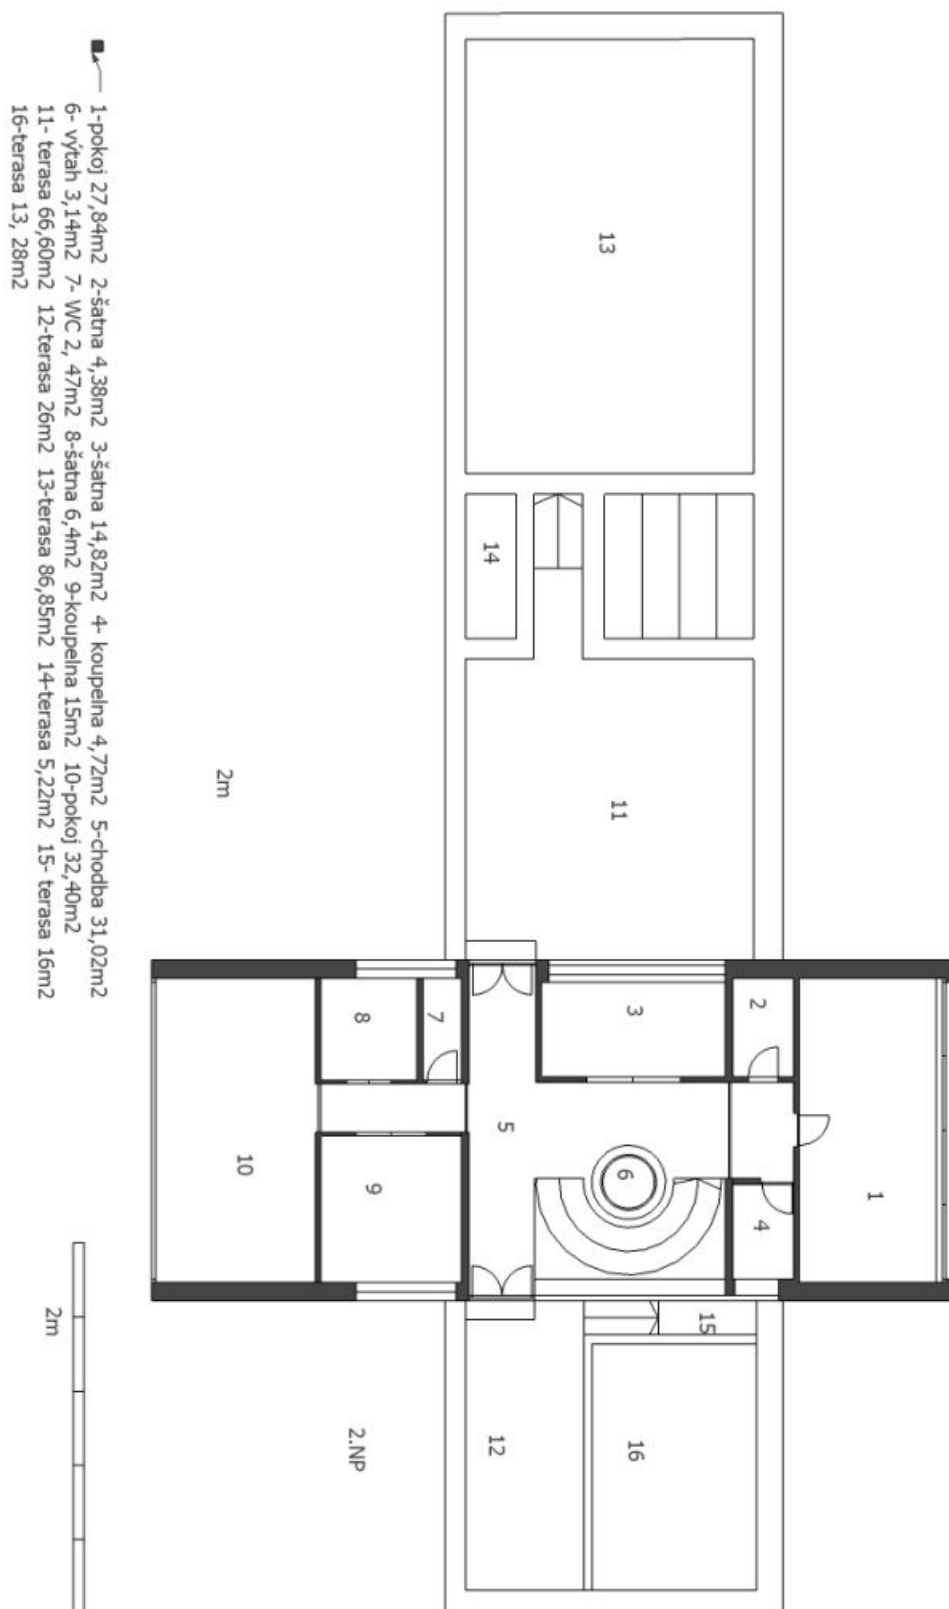 1
2
4
15
13
11
3
6
16
14
5
12
7
8
9
2.NP
10
2m
2m
1-pokoj 27,84m2 2-šatna 4,38m2 3-šatna 14,82m2 4- koupelna 4,72m2 5-chodba 31,02m2
6- výtah 3,14m2 7- WC 2, 47m2 8-šatna 6,4m2 9-koupelna 15m2 10-pokoj 32,40m2
11- terasa 66,60m2 12-terasa 26m2 13-terasa 86,85m2 14-terasa 5,22m2 15- terasa 16m2
16-terasa 13, 28m2